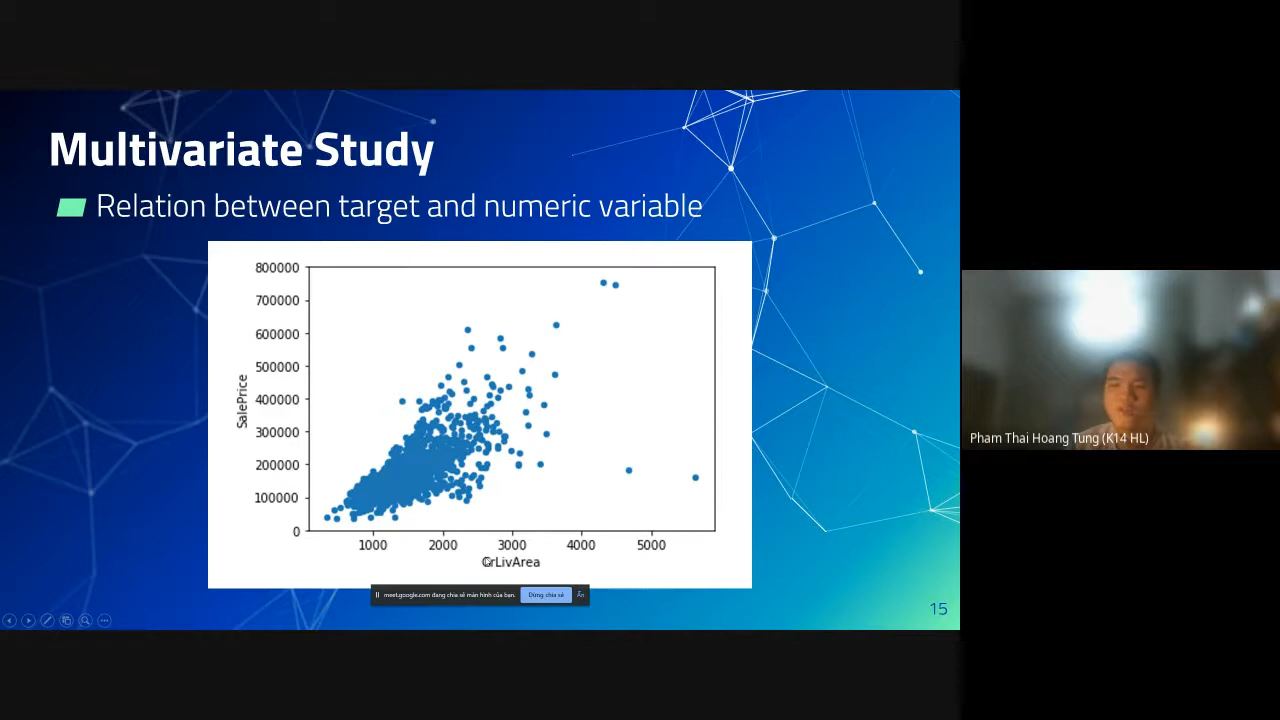 Multivariate Study
Relation between target and numeric variable
800000
700000
600000
500000
400000
300000
200000
100000
0
SalePrice
1000 2000 3000 4000 5000
GrLivArea
meet.google.com đang chia sẻ màn hình của bạn. Dừng chia sẻ Ẩn
15
Pham Thai Hoang Tung (K14 HL)